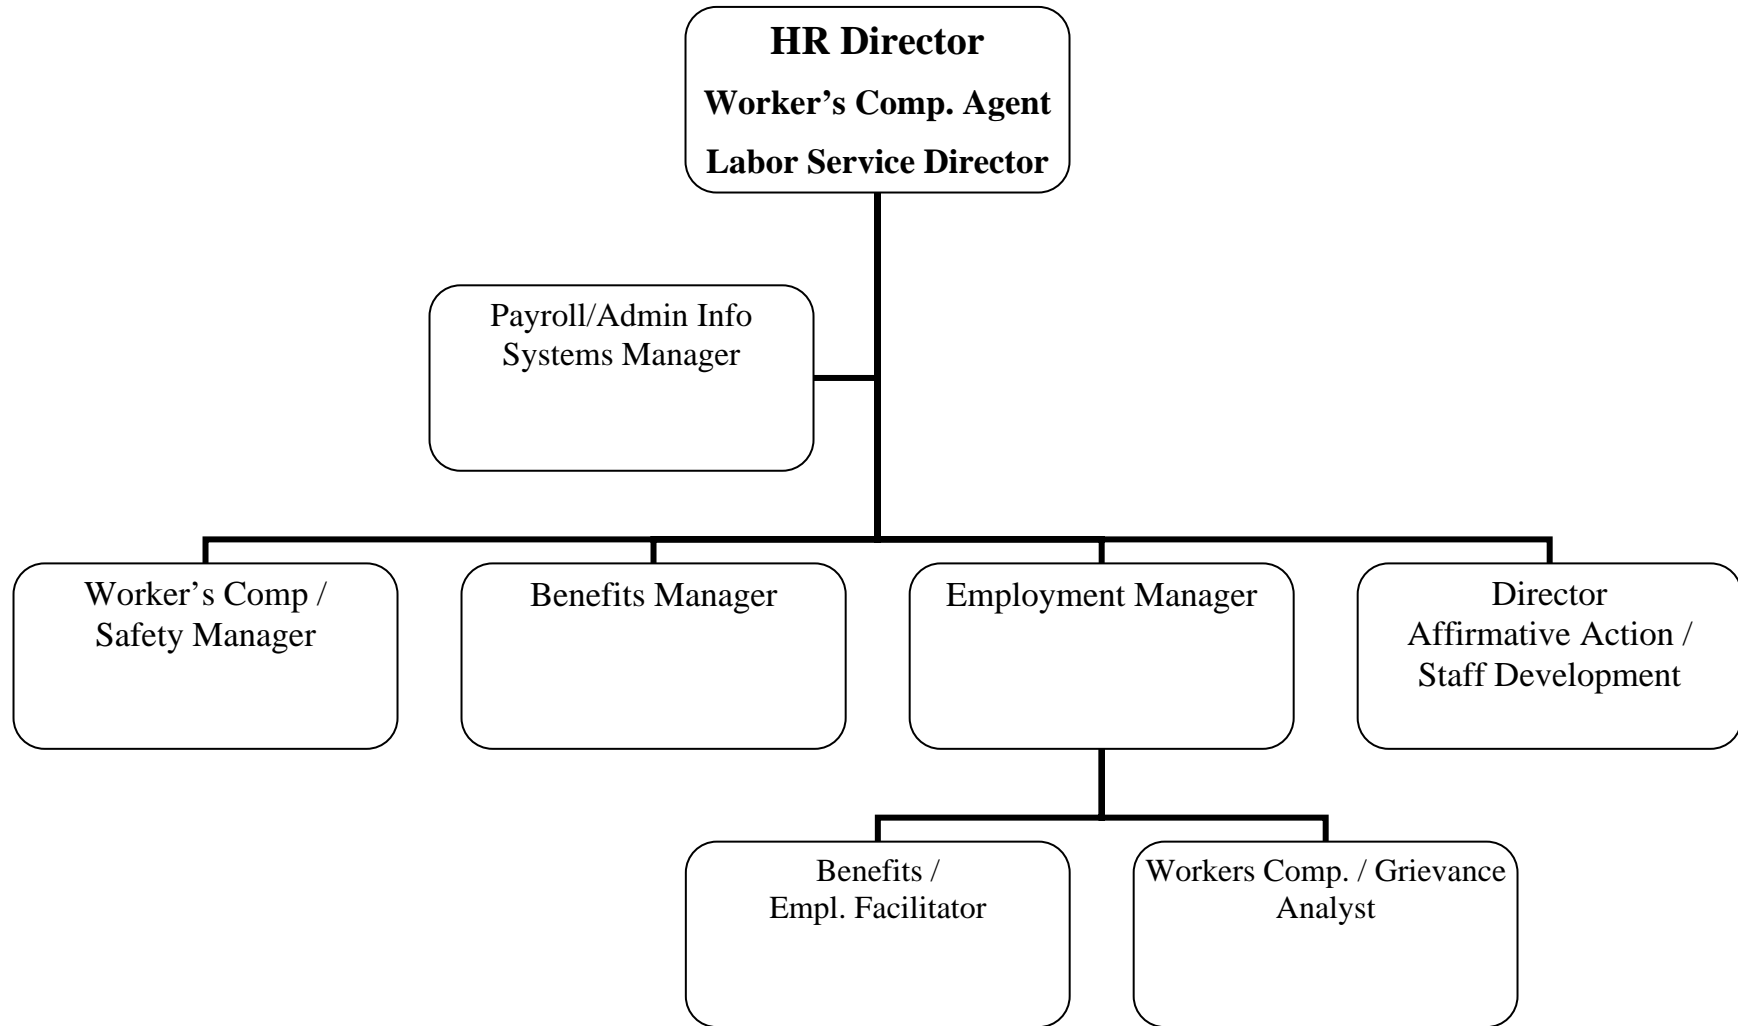 HR Director
Worker’s Comp. Agent
Labor Service Director
Payroll/Admin Info
Systems Manager
Worker’s Comp /
Safety Manager
Benefits Manager
Employment Manager
Director
Affirmative Action /
Staff Development
Benefits /
Empl. Facilitator
Workers Comp. / Grievance
Analyst